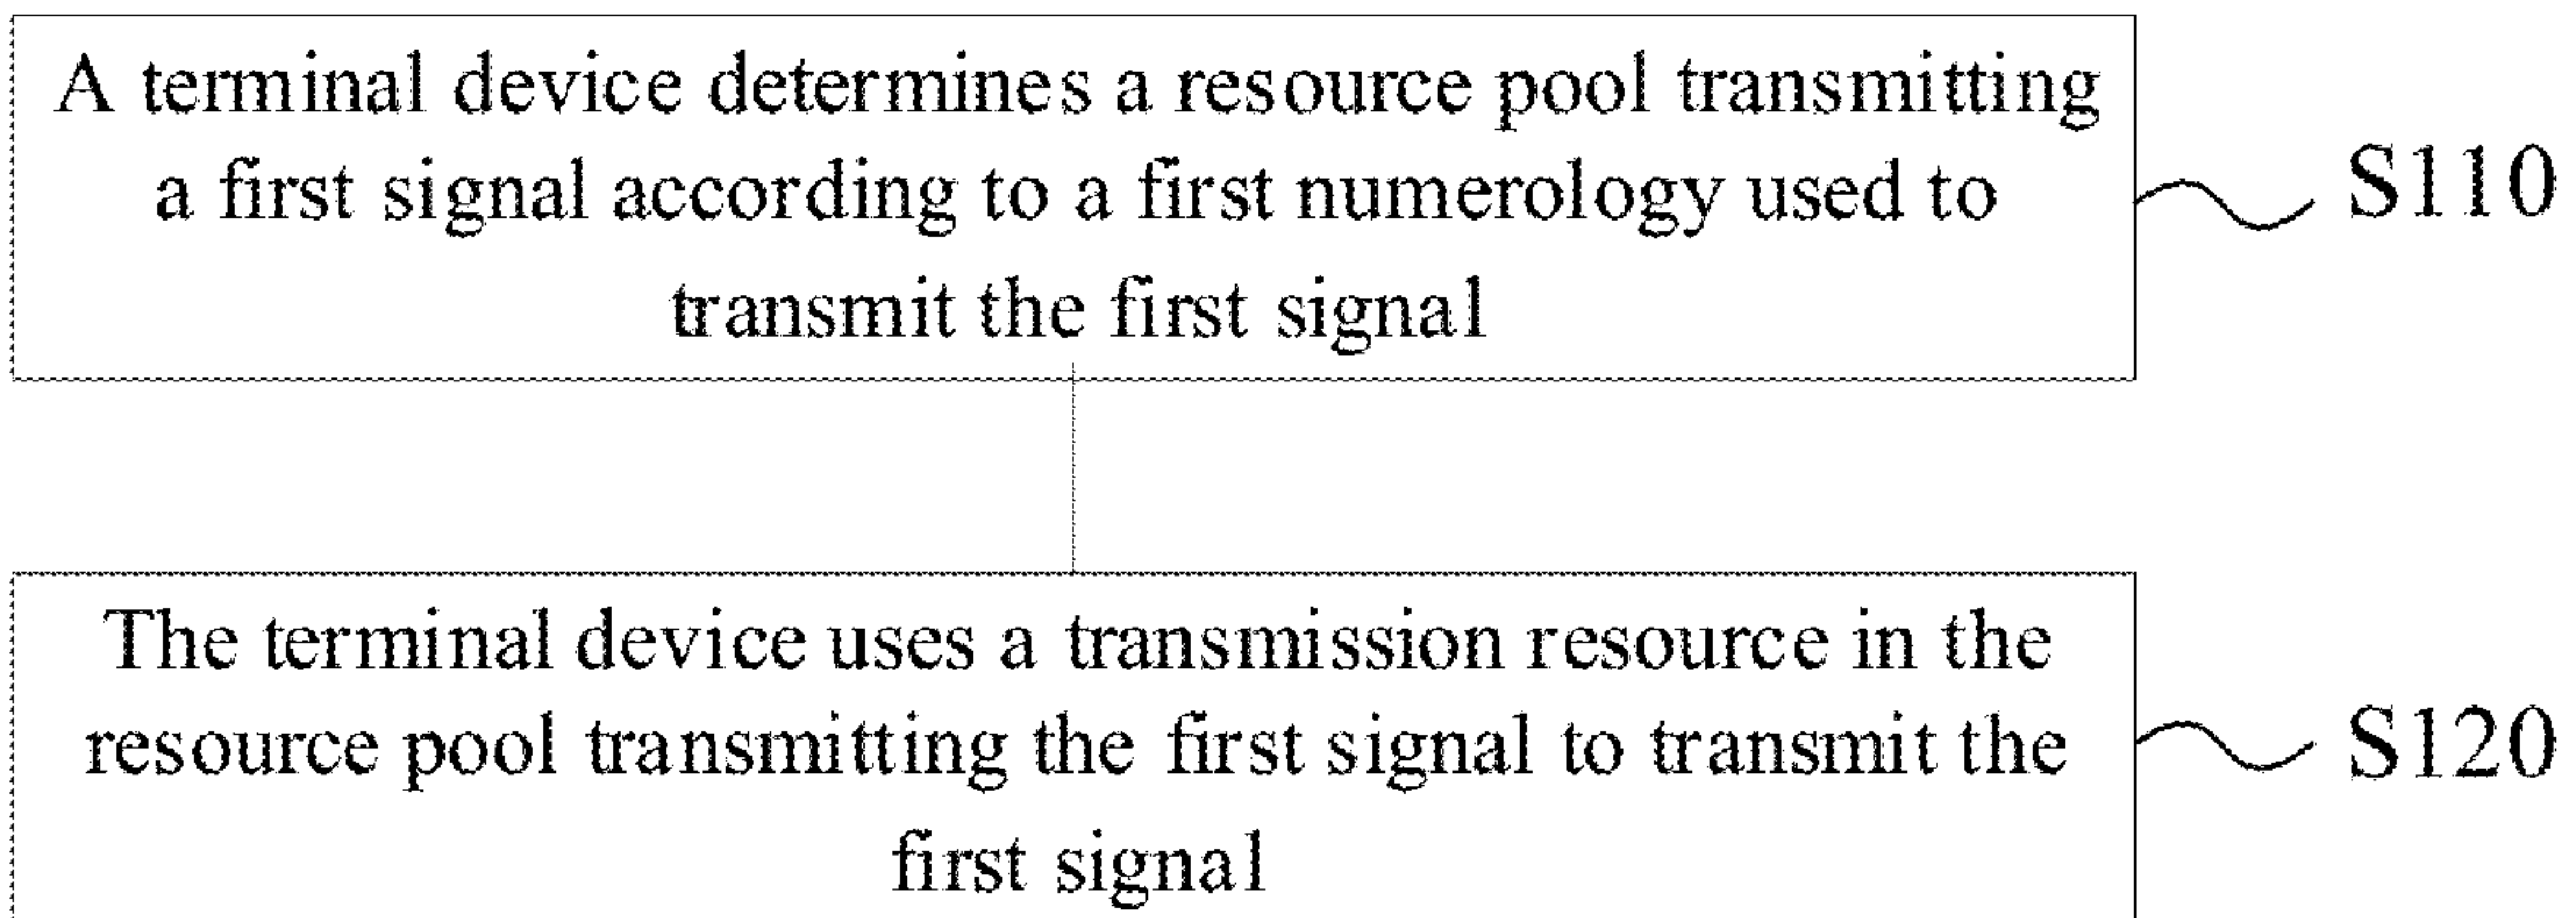 A terminal device determines a resource pool transmitting
a first signal according to a first numerology used to
transmit the first signal
S110
The terminal device uses a transmission resource in the
resource pool transmitting the first signal to transmit the
first signal
S120